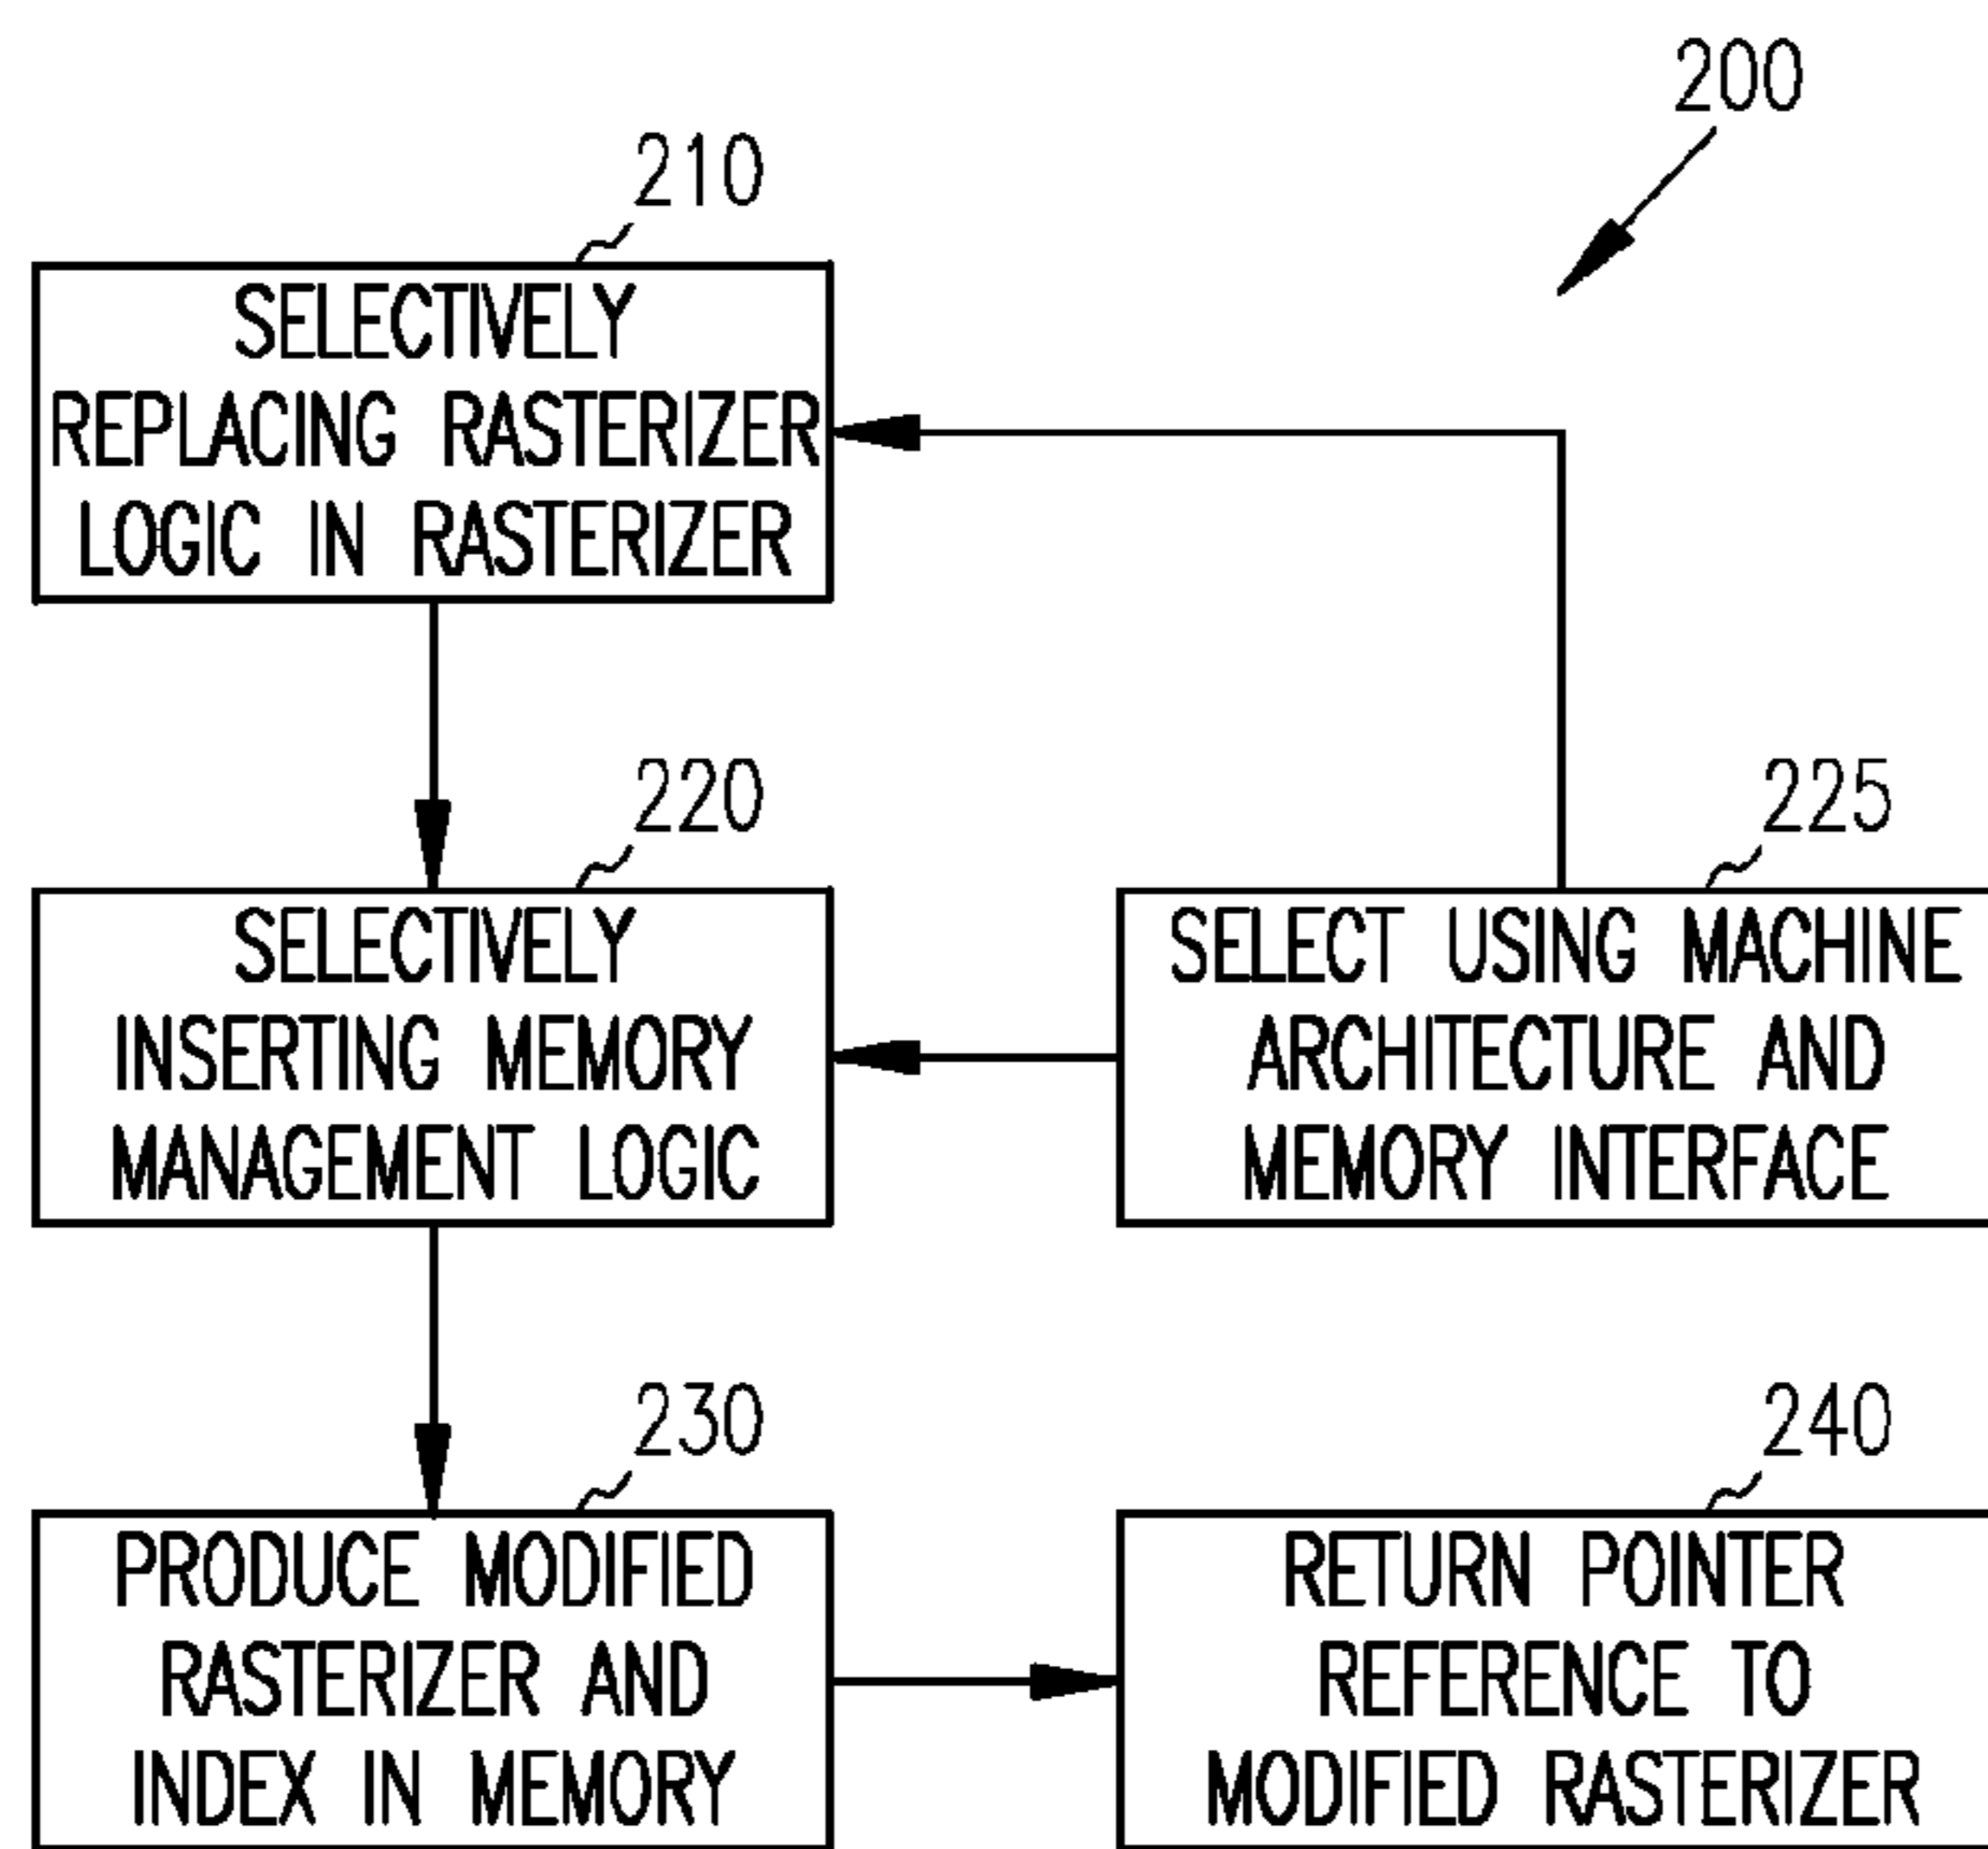 200
210
SELECTIVELY
REPLACING RASTERIZER
LOGIC IN RASTERIZER
220
SELECTIVELY
INSERTING MEMORY
MANAGEMENT LOGIC
225
SELECT USING MACHINE
ARCHITECTURE AND
MEMORY INTERFACE
230
PRODUCE MODIFIED
RASTERIZER AND
INDEX IN MEMORY
240
RETURN POINTER
REFERENCE TO
MODIFIED RASTERIZER